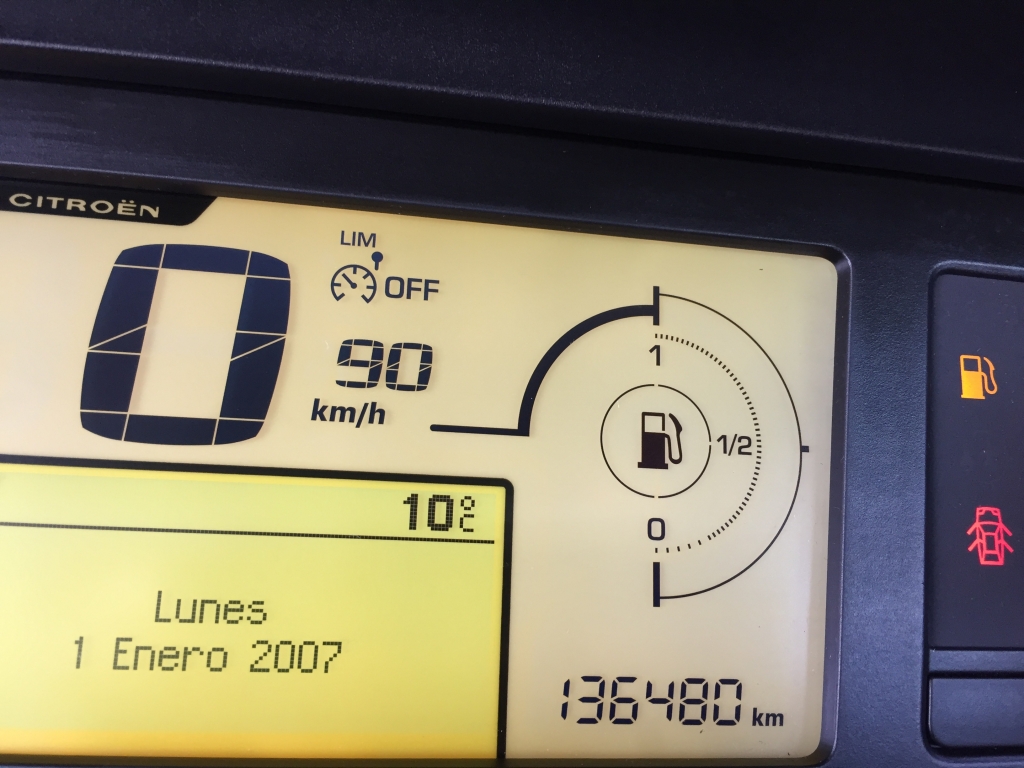 CITROËN
0
LIM
OFF
90
km/h
1
1/2
0
10°C
Lunes
1 Enero 2007
136480 km